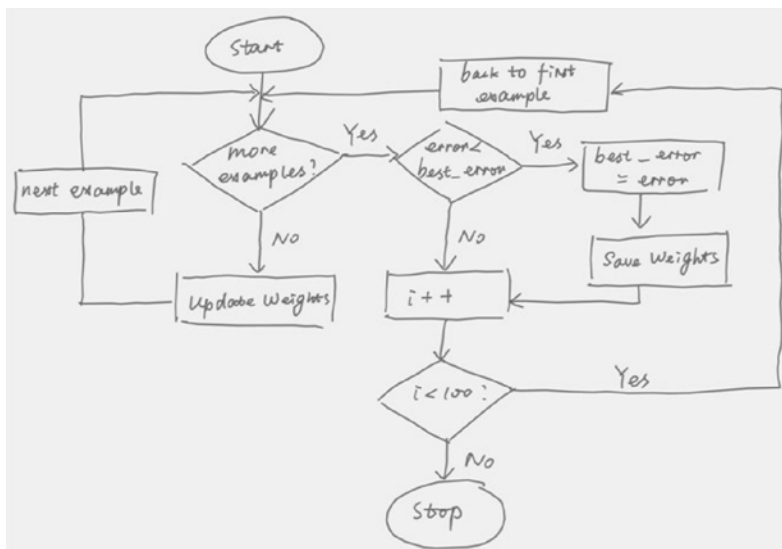 Start
back to first
example
more
examples?
Yes
error<
best_error
Yes
best_error
= error
next example
No
No
Save Weights
Update Weights
i++
i<100?
Yes
No
Stop